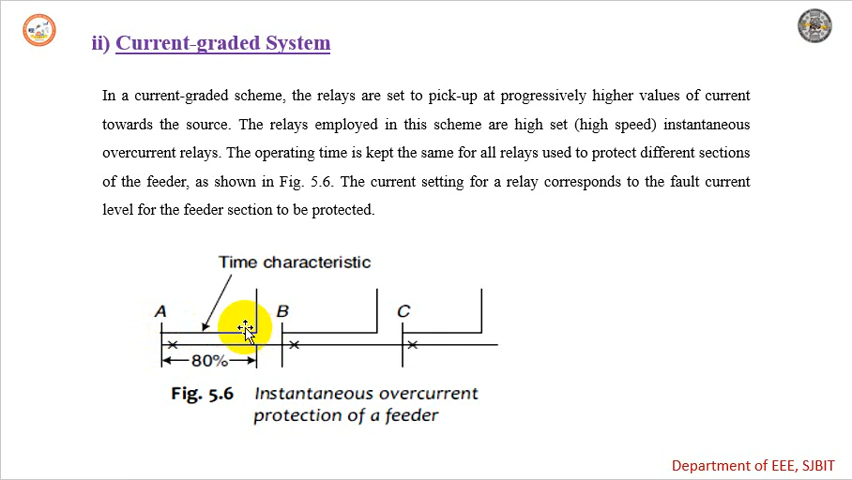 ii) Current-graded System
In a current-graded scheme, the relays are set to pick-up at progressively higher values of current
towards the source. The relays employed in this scheme are high set (high speed) instantaneous
overcurrent relays. The operating time is kept the same for all relays used to protect different sections
of the feeder, as shown in Fig. 5.6. The current setting for a relay corresponds to the fault current
level for the feeder section to be protected.
Time characteristic
A B C
80%
Fig. 5.6 Instantaneous overcurrent
protection of a feeder
Department of EEE, SJBIT